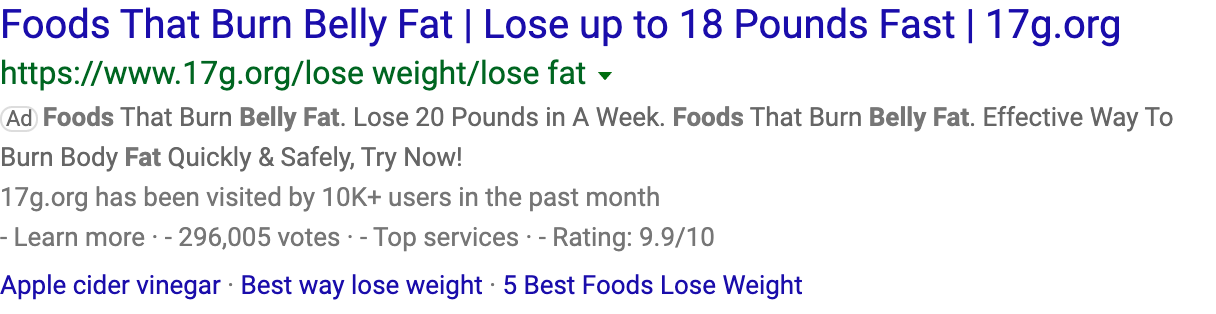 Foods That Burn Belly Fat | Lose up to 18 Pounds Fast | 17g.org
https://www.17g.org/lose weight/lose fat
Ad Foods That Burn Belly Fat. Lose 20 Pounds in A Week. Foods That Burn Belly Fat. Effective Way To
Burn Body Fat Quickly & Safely, Try Now!
17g.org has been visited by 10K+ users in the past month
- Learn more · - 296,005 votes · - Top services · - Rating: 9.9/10
Apple cider vinegar · Best way lose weight · 5 Best Foods Lose Weight